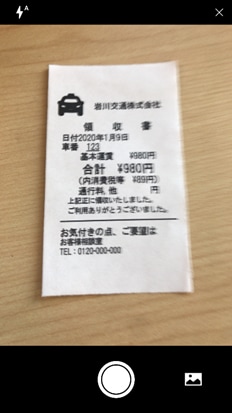 A
岩川交通株式会社
領 収 書
日付2020年1月9日
車番 123
基本運賃 ¥980円
合計 ¥980円
(内消費税等 ¥89円)
通行料,他 円
上記正に領収いたしました。
ご利用ありがとうございました。
お気付きの点、ご要望は
お客様相談室
TEL:0120-000-000